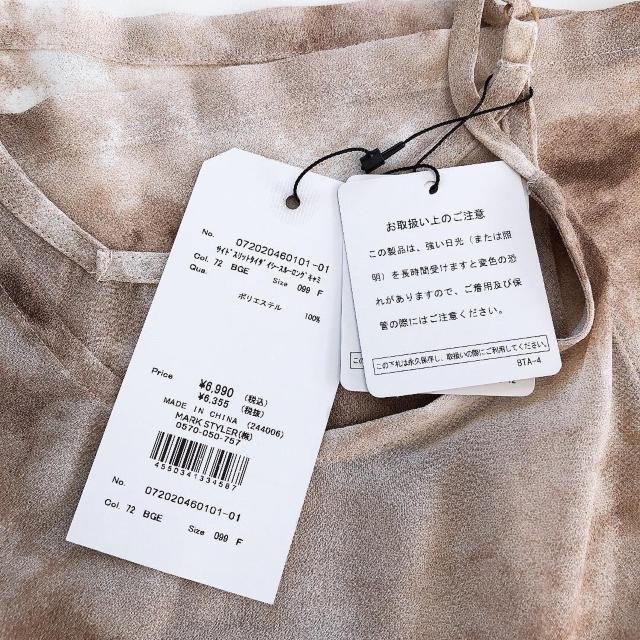 No. 072020460101-01
ｻｲﾄﾞｽﾘｯﾄﾀｲﾀﾞｲｼｰｽﾙｰﾛﾝｸﾞｷｬﾐ
Col. 72 BGE Size 099 F
Qua.
ポリエステル 100%
Price ¥6,990 (税込)
¥6,355 (税抜)
MADE IN CHINA (244006)
MARK STYLER(株)
0570-050-757
4550341334587
No. 072020460101-01
Col. 72 BGE Size 099 F
お取扱い上のご注意
この製品は、強い日光（または照
明）を長時間受けますと変色の恐
れがありますので、ご着用及び保
管の際にはご注意ください。
この下札は永久保存し、取扱いの際にご利用してください。
BTA-4